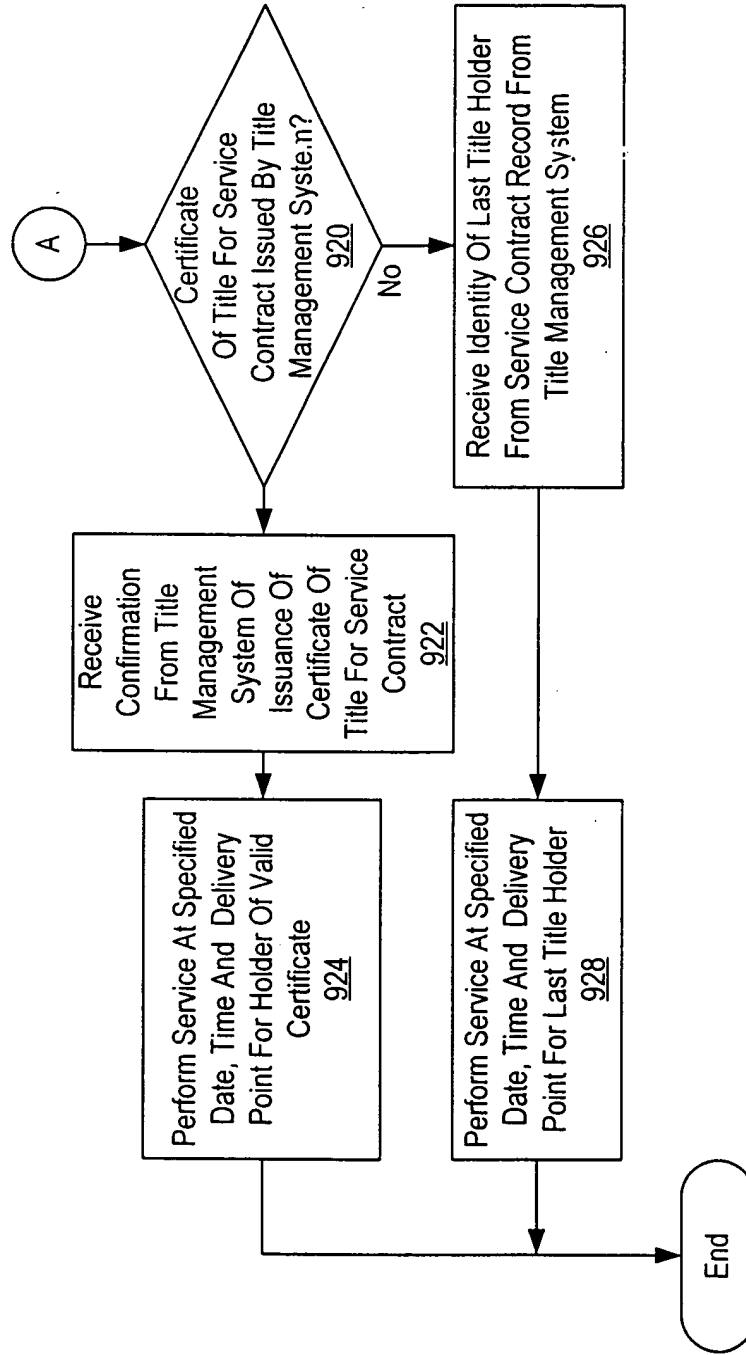 A
Certificate
Of Title For Service
Contract Issued By Title
Management System?
920
No
Receive
Confirmation
From Title
Management
System Of
Issuance Of
Certificate Of
Title For Service
Contract
922
Perform Service At Specified
Date, Time And Delivery
Point For Holder Of Valid
Certificate
924
Receive Identity Of Last Title Holder
From Service Contract Record From
Title Management System
926
Perform Service At Specified
Date, Time And Delivery
Point For Last Title Holder
928
End